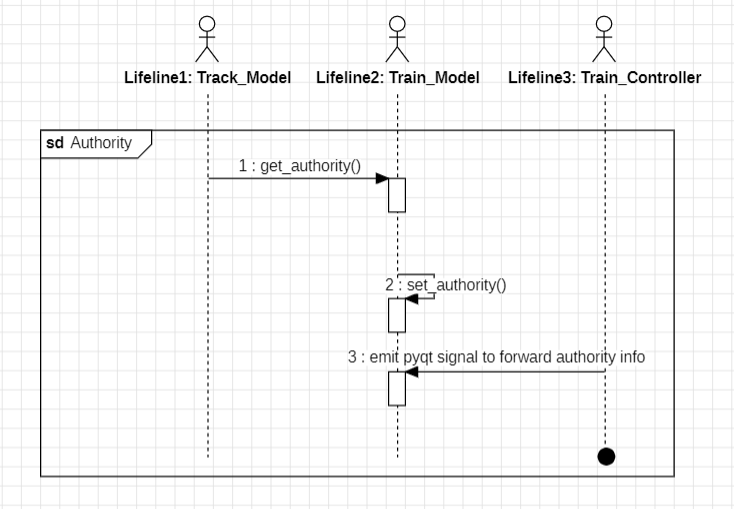 Lifeline1: Track_Model
Lifeline2: Train_Model
Lifeline3: Train_Controller
sd Authority
1 : get_authority()
2 : set_authority()
3 : emit pyqt signal to forward authority info